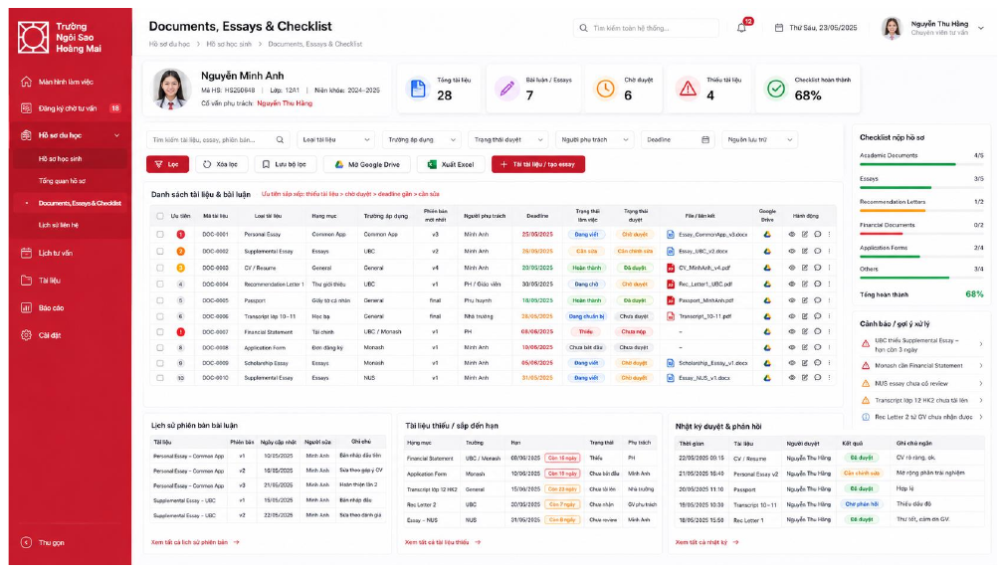 Trường
Ngôi Sao
Hoàng Mai
Màn hình làm việc
Đăng ký chờ tư vấn 18
Hồ sơ du học
Hồ sơ học sinh
Tổng quan hồ sơ
Documents, Essays & Checklist
Lịch sử liên hệ
Lịch tư vấn
Tài liệu
Báo cáo
Cài đặt
Thu gọn
Documents, Essays & Checklist
Hồ sơ du học > Hồ sơ học sinh > Documents, Essays & Checklist
Tìm kiếm toàn hệ thống...
12
Thứ Sáu, 23/05/2025
Nguyễn Thu Hằng
Chuyên viên tư vấn
Nguyễn Minh Anh
Mã HS: HS250648 | Lớp: 12A1 | Niên khóa: 2024–2025
Cố vấn phụ trách: Nguyễn Thu Hằng
Tổng tài liệu
28
Bài luận / Essays
7
Chờ duyệt
6
Thiếu tài liệu
4
Checklist hoàn thành
68%
Tìm kiếm tài liệu, essay, phiên bản...
Loại tài liệu
Trường áp dụng
Trạng thái duyệt
Người phụ trách
Deadline
Nguồn lưu trữ
Lọc
Xóa lọc
Lưu bộ lọc
Mở Google Drive
Xuất Excel
+ Tải tài liệu / tạo essay
Danh sách tài liệu & bài luận Ưu tiên sắp xếp: thiếu tài liệu > chờ duyệt > deadline gần > cần sửa
Ưu tiên Mã tài liệu Loại tài liệu Hạng mục Trường áp dụng Phiên bản mới nhất Người phụ trách Deadline Trạng thái làm việc Trạng thái duyệt File / liên kết Google Drive Hành động
1 DOC-0001 Personal Essay Common App Common App v3 Minh Anh 25/05/2025 Đang viết Chờ duyệt Essay_CommonApp_v3.docx
2 DOC-0002 Supplemental Essay Essays UBC v2 Minh Anh 26/05/2025 Cần sửa Cần chỉnh sửa Essay_UBC_v2.docx
3 DOC-0003 CV / Resume General General v4 Minh Anh 20/05/2025 Hoàn thành Đã duyệt CV_MinhAnh_v4.pdf
4 DOC-0004 Recommendation Letter 1 Thư giới thiệu UBC v1 PH / Giáo viên 30/05/2025 Đang chờ Chờ duyệt Rec_Letter1_UBC.pdf
5 DOC-0005 Passport Giấy tờ cá nhân General final Phụ huynh 18/05/2025 Hoàn thành Đã duyệt Passport_MinhAnh.pdf
6 DOC-0006 Transcript lớp 10–11 Học bạ General final Nhà trường 28/05/2025 Đang chuẩn bị Chưa duyệt Transcript_10-11.pdf
! DOC-0007 Financial Statement Tài chính UBC / Monash v1 PH 08/06/2025 Thiếu Chưa nộp –
8 DOC-0008 Application Form Đơn đăng ký Monash v1 Minh Anh 10/06/2025 Chưa bắt đầu Chưa duyệt –
9 DOC-0009 Scholarship Essay Essays Monash v1 Minh Anh 05/06/2025 Đang viết Chờ duyệt Scholarship_Essay_v1.docx
10 DOC-0010 Supplemental Essay Essays NUS v1 Minh Anh 31/05/2025 Đang viết Chờ duyệt Essay_NUS_v1.docx
Checklist nộp hồ sơ
Academic Documents 4/5
Essays 3/5
Recommendation Letters 1/2
Financial Documents 0/2
Application Forms 2/4
Others 3/4
Tổng hoàn thành 68%
Cảnh báo / gợi ý xử lý
UBC thiếu Supplemental Essay –
hạn còn 3 ngày
Monash cần Financial Statement
NUS essay chưa có review
Transcript lớp 12 HK2 chưa tải lên
Rec Letter 2 từ GV chưa nhận được
Lịch sử phiên bản bài luận
Tài liệu Phiên bản Ngày cập nhật Người sửa Ghi chú
Personal Essay – Common App v1 10/05/2025 Minh Anh Bản nháp đầu tiên
Personal Essay – Common App v2 16/05/2025 Minh Anh Sửa theo góp ý CV
Personal Essay – Common App v3 21/05/2025 Minh Anh Hoàn thiện lần 2
Supplemental Essay – UBC v1 15/05/2025 Minh Anh Bản nháp đầu
Supplemental Essay – UBC v2 22/05/2025 Minh Anh Sửa theo đánh giá
Xem tất cả lịch sử phiên bản →
Tài liệu thiếu / sắp đến hạn
Hạng mục Trường Hạn Trạng thái Phụ trách
Financial Statement UBC / Monash 08/06/2025 Còn 16 ngày Thiếu PH
Application Form Monash 10/06/2025 Còn 18 ngày Chưa bắt đầu Minh Anh
Transcript lớp 12 HK2 General 15/06/2025 Còn 23 ngày Chưa tải lên Nhà trường
Rec Letter 2 UBC 30/05/2025 Còn 7 ngày Chưa nhận GV phụ trách
Essay – NUS NUS 31/05/2025 Còn 8 ngày Chưa review Minh Anh
Xem tất cả tài liệu thiếu →
Nhật ký duyệt & phản hồi
Thời gian Tài liệu Người duyệt Kết quả Ghi chú ngắn
22/05/2025 09:15 CV / Resume Nguyễn Thu Hằng Đã duyệt CV rõ ràng, ok.
21/05/2025 16:40 Personal Essay v2 Nguyễn Thu Hằng Cần chỉnh sửa Mở rộng phần trải nghiệm
20/05/2025 11:10 Passport Nguyễn Thu Hằng Đã duyệt Hợp lệ
19/05/2025 10:30 Transcript 10–11 Nguyễn Thu Hằng Chờ phản hồi Thiếu dấu đỏ
18/05/2025 15:50 Rec Letter 1 Nguyễn Thu Hằng Đã duyệt Thư tốt, cảm ơn GV.
Xem tất cả nhật ký →